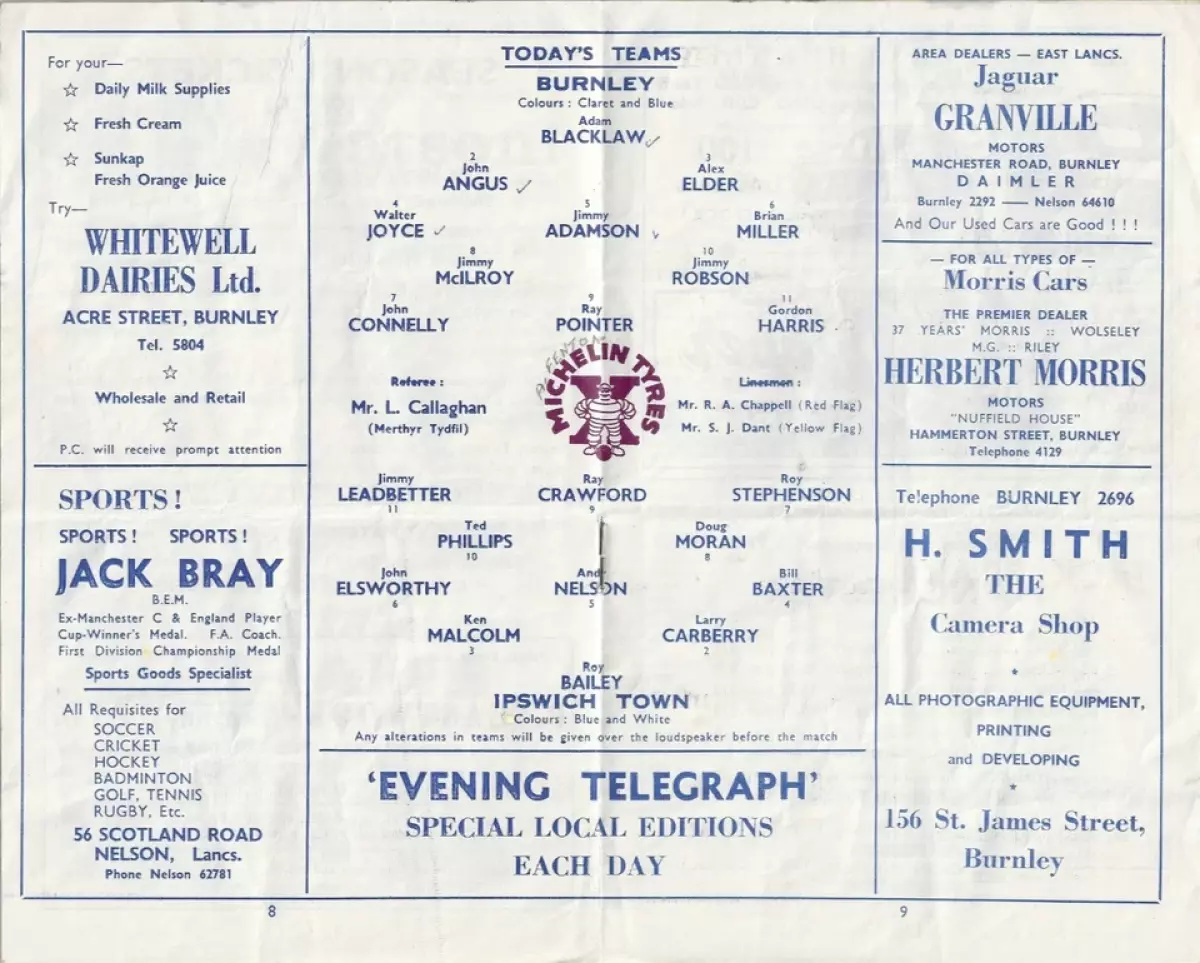 For your—
☆ Daily Milk Supplies
☆ Fresh Cream
☆ Sunkap
Fresh Orange Juice
Try—
WHITEWELL
DAIRIES Ltd.
ACRE STREET, BURNLEY
Tel. 5804
☆
Wholesale and Retail
☆
P.C. will receive prompt attention
SPORTS!
SPORTS! SPORTS!
JACK BRAY
B.E.M.
Ex-Manchester C & England Player
Cup-Winner's Medal. F.A. Coach.
First Division Championship Medal
Sports Goods Specialist
All Requisites for
SOCCER
CRICKET
HOCKEY
BADMINTON
GOLF, TENNIS
RUGBY, Etc.
56 SCOTLAND ROAD
NELSON, Lancs.
Phone Nelson 62781
8
TODAY'S TEAMS
BURNLEY
Colours : Claret and Blue
Adam
BLACKLAW
2 3
John Alex
ANGUS ELDER
4 5 6
Walter Jimmy Brian
JOYCE ADAMSON MILLER
8 10
Jimmy Jimmy
McILROY ROBSON
7 9 11
John Ray Gordon
CONNELLY POINTER HARRIS
FENTON
MICHELIN TYRES
X
Referee : Linesmen :
Mr. L. Callaghan Mr. R. A. Chappell (Red Flag)
(Merthyr Tydfil) Mr. S. J. Dant (Yellow Flag)
Jimmy Ray Roy
LEADBETTER CRAWFORD STEPHENSON
11 9 7
Ted Doug
PHILLIPS MORAN
10 8
John Andy Bill
ELSWORTHY NELSON BAXTER
6 5 4
Ken Larry
MALCOLM CARBERRY
3 2
Roy
BAILEY
IPSWICH TOWN
Colours : Blue and White
Any alterations in teams will be given over the loudspeaker before the match
'EVENING TELEGRAPH'
SPECIAL LOCAL EDITIONS
EACH DAY
AREA DEALERS — EAST LANCS.
Jaguar
GRANVILLE
MOTORS
MANCHESTER ROAD, BURNLEY
DAIMLER
Burnley 2292 — Nelson 64610
And Our Used Cars are Good ! ! !
— FOR ALL TYPES OF —
Morris Cars
THE PREMIER DEALER
37 YEARS' MORRIS :: WOLSELEY
M.G. :: RILEY
HERBERT MORRIS
MOTORS
"NUFFIELD HOUSE"
HAMMERTON STREET, BURNLEY
Telephone 4129
Telephone BURNLEY 2696
H. SMITH
THE
Camera Shop
★
ALL PHOTOGRAPHIC EQUIPMENT,
PRINTING
and DEVELOPING
★
156 St. James Street,
Burnley
9